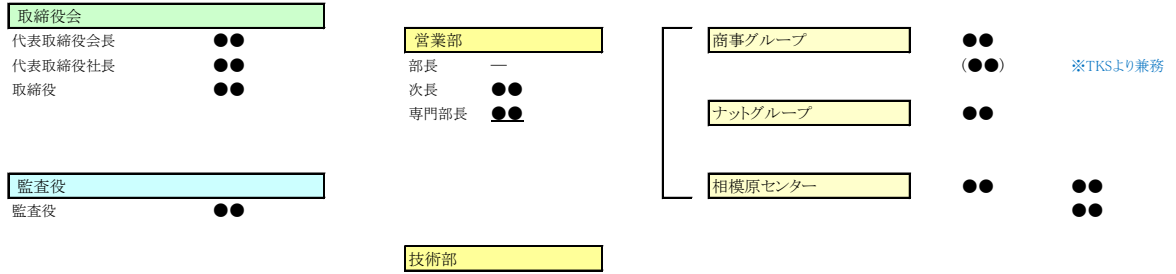 取締役会
代表取締役会長 ●●
代表取締役社長 ●●
取締役 ●●
監査役
監査役 ●●
営業部
部長 ―
次長 ●●
専門部長 ●●
技術部
商事グループ ●●
(●●) ※TKSより兼務
ナットグループ ●●
相模原センター ●● ●●
●●